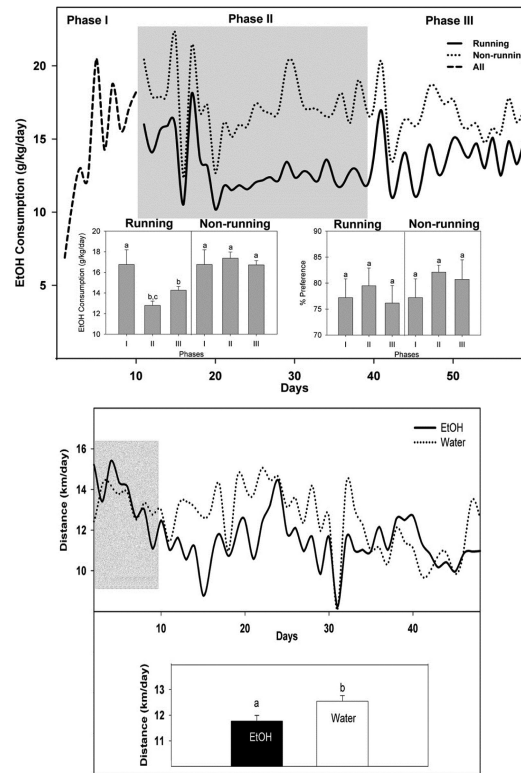 Phase I
Phase II
Phase III
Running
Non-running
All
EtOH Consumption (g/kg/day)
20
15
10
5
Running
Non-running
EtOH Consumption (g/kg/day)
18
16
14
12
10
a
b,c
b
a
a
a
I
II
III
I
II
III
Phases
Running
Non-running
% Preference
90
85
80
75
70
a
a
a
a
a
a
I
II
III
I
II
III
Phases
10
20
30
40
50
Days
EtOH
Water
Distance (km/day)
16
14
12
10
10
20
30
40
Days
Distance (km/day)
13
12
11
a
b
EtOH
Water